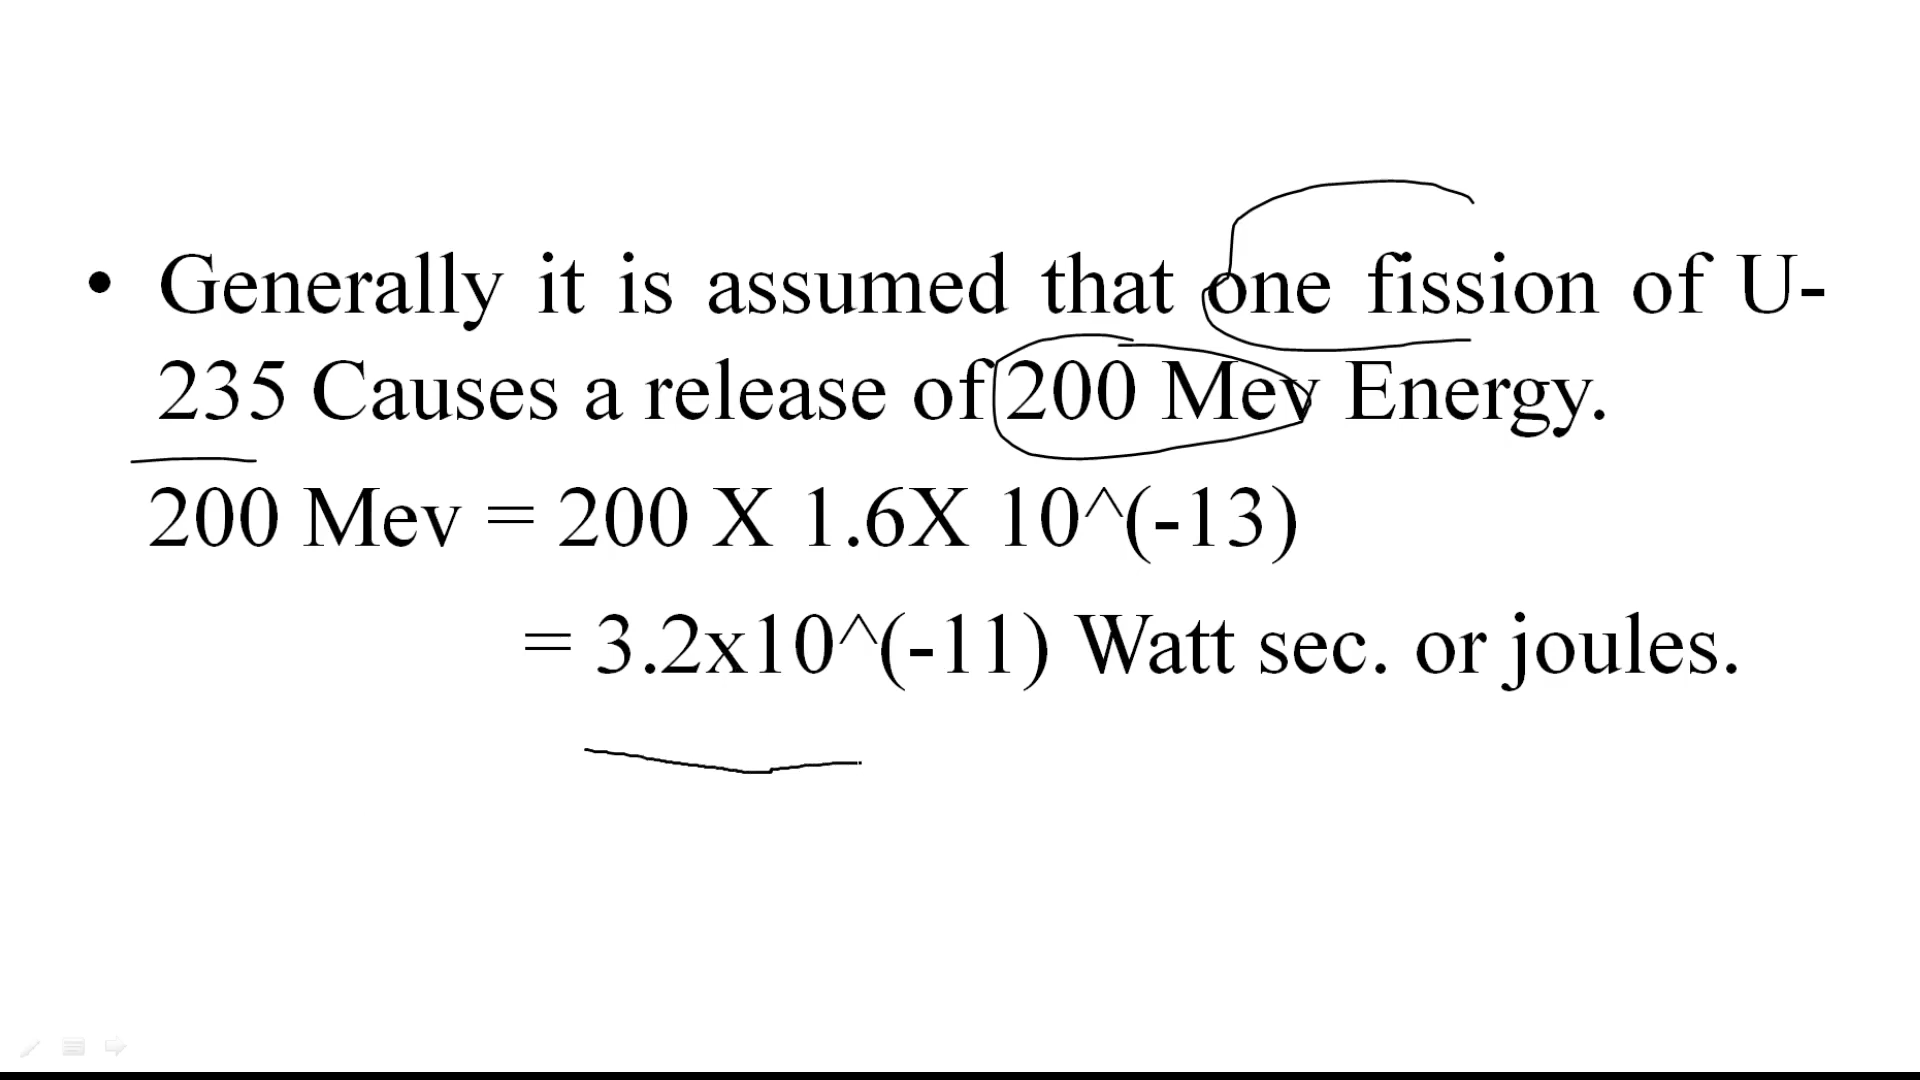 • Generally it is assumed that one fission of U-
235 Causes a release of 200 Mev Energy.
200 Mev = 200 X 1.6X 10^(-13)
= 3.2x10^(-11) Watt sec. or joules.